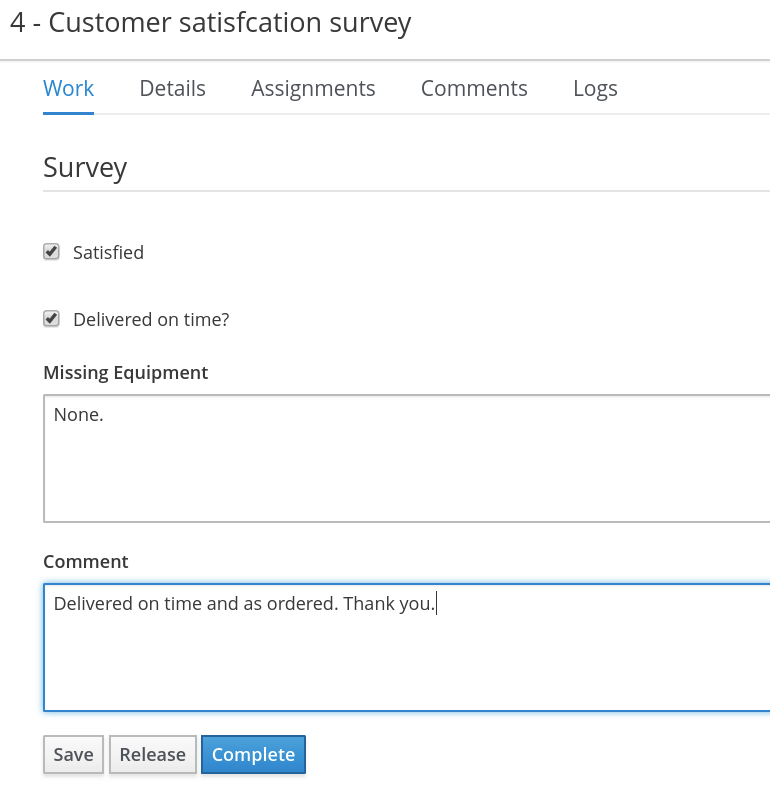 4 - Customer satisfcation survey
Work Details Assignments Comments Logs
Survey
Satisfied
Delivered on time?
Missing Equipment
None.
Comment
Delivered on time and as ordered. Thank you.
Save Release Complete